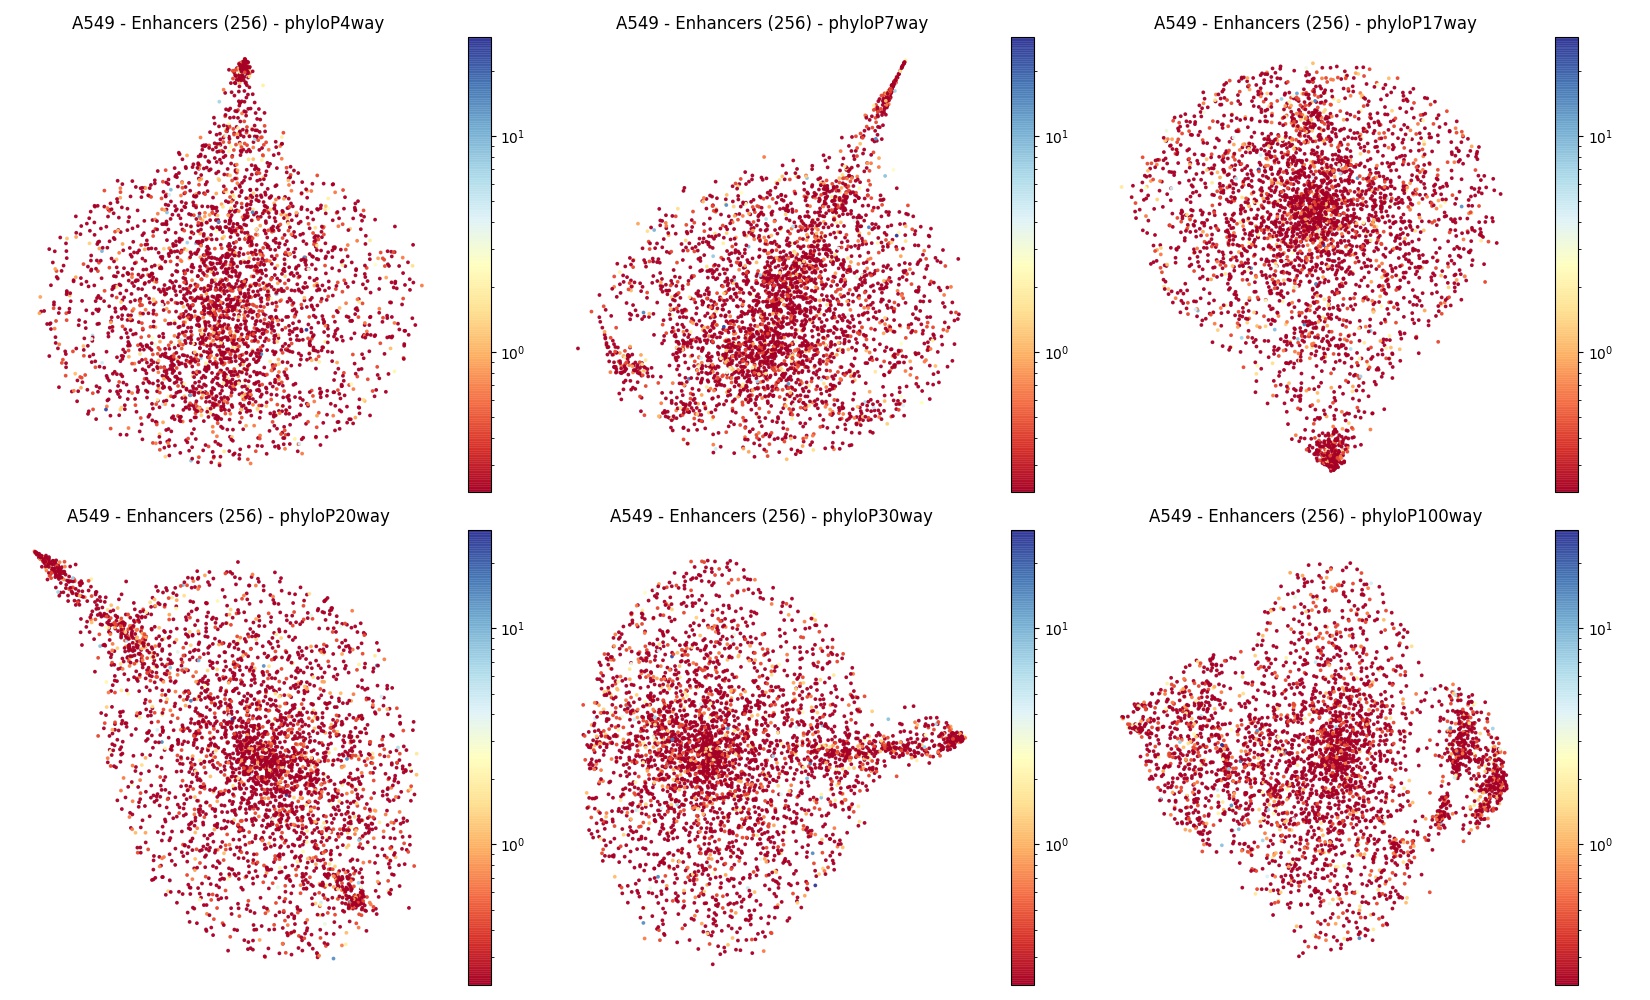 A549 - Enhancers (256) - phyloP4way
A549 - Enhancers (256) - phyloP7way
A549 - Enhancers (256) - phyloP17way
10¹
10⁰
10¹
10⁰
10¹
10⁰
A549 - Enhancers (256) - phyloP20way
A549 - Enhancers (256) - phyloP30way
A549 - Enhancers (256) - phyloP100way
10¹
10⁰
10¹
10⁰
10¹
10⁰